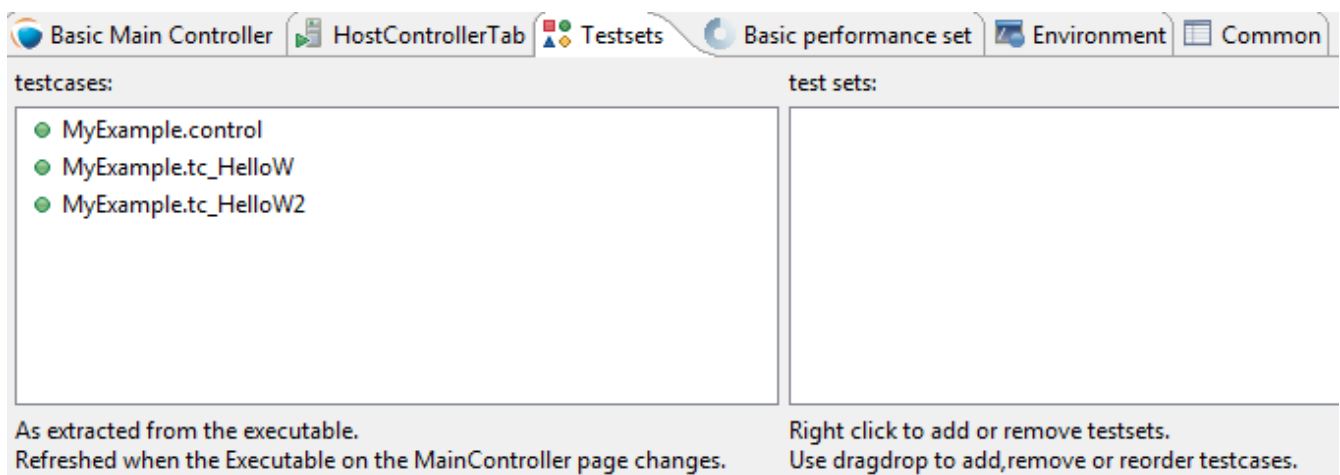 Basic Main Controller HostControllerTab Testsets Basic performance set Environment Common
testcases:
test sets:
MyExample.control
MyExample.tc_HelloW
MyExample.tc_HelloW2
As extracted from the executable.
Refreshed when the Executable on the MainController page changes.
Right click to add or remove testsets.
Use dragdrop to add,remove or reorder testcases.